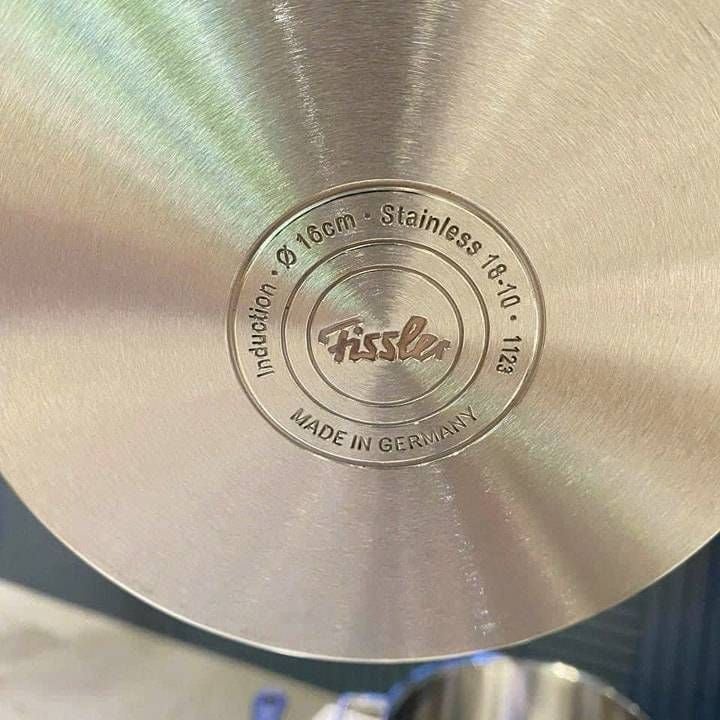 Induction · Ø 16cm · Stainless 18-10 · 1123
Fissler
MADE IN GERMANY